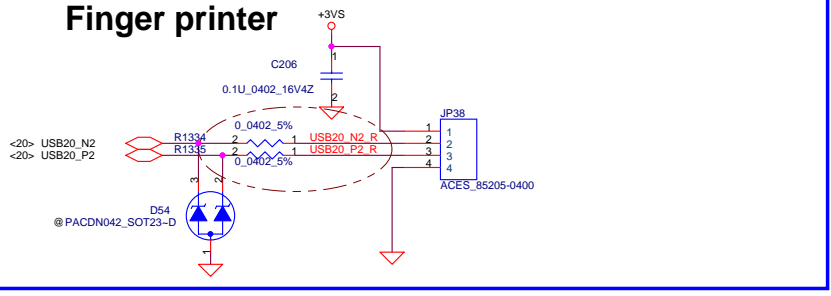 Finger printer
+3VS
1
C206
0.1U_0402_16V4Z
2
JP38
0_0402_5%
<20> USB20_N2 R1334 2 1 USB20_N2_R 1 1
<20> USB20_P2 R1335 2 1 USB20_P2_R 2 2
0_0402_5% 3 3
4 4
ACES_85205-0400
3 2
D54
@PACDN042_SOT23~D
1